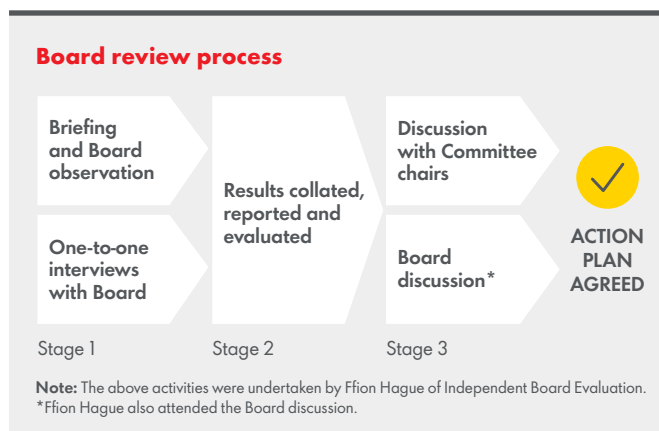 Board review process
Briefing
and Board
observation
One-to-one
interviews
with Board
Stage 1
Results collated,
reported and
evaluated
Stage 2
Discussion
with Committee
chairs
Board
discussion*
Stage 3
ACTION
PLAN
AGREED
Note: The above activities were undertaken by Ffion Hague of Independent Board Evaluation.
*Ffion Hague also attended the Board discussion.